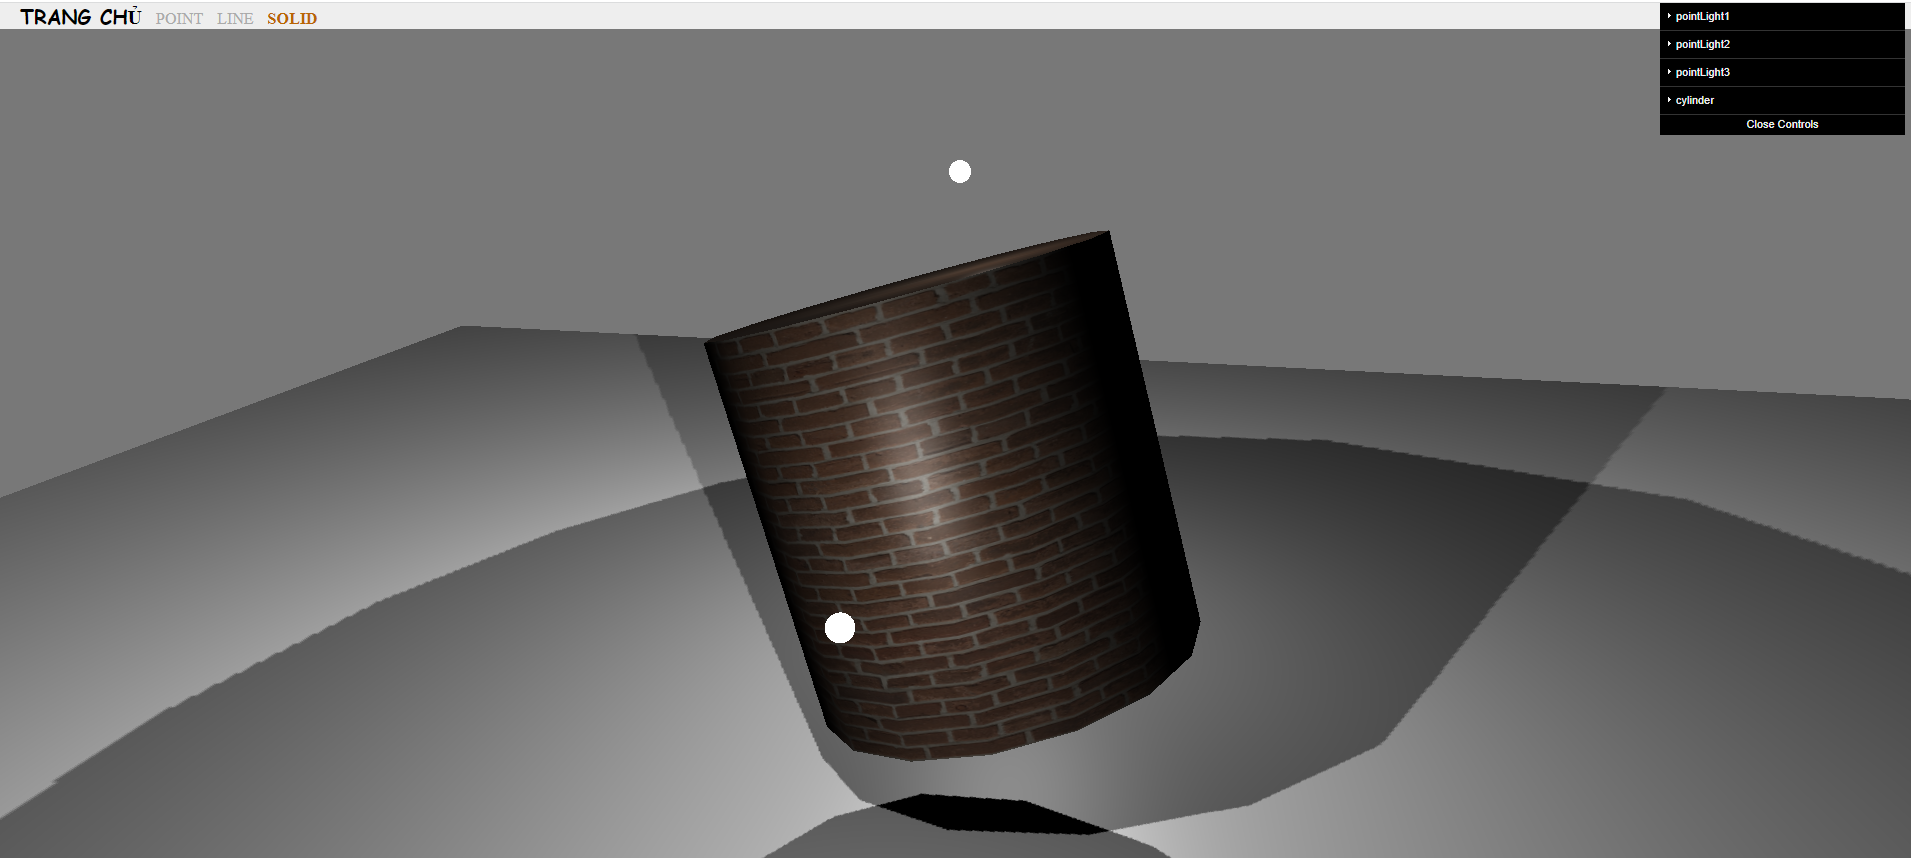 TRANG CHỦ POINT LINE SOLID
pointLight1
pointLight2
pointLight3
cylinder
Close Controls